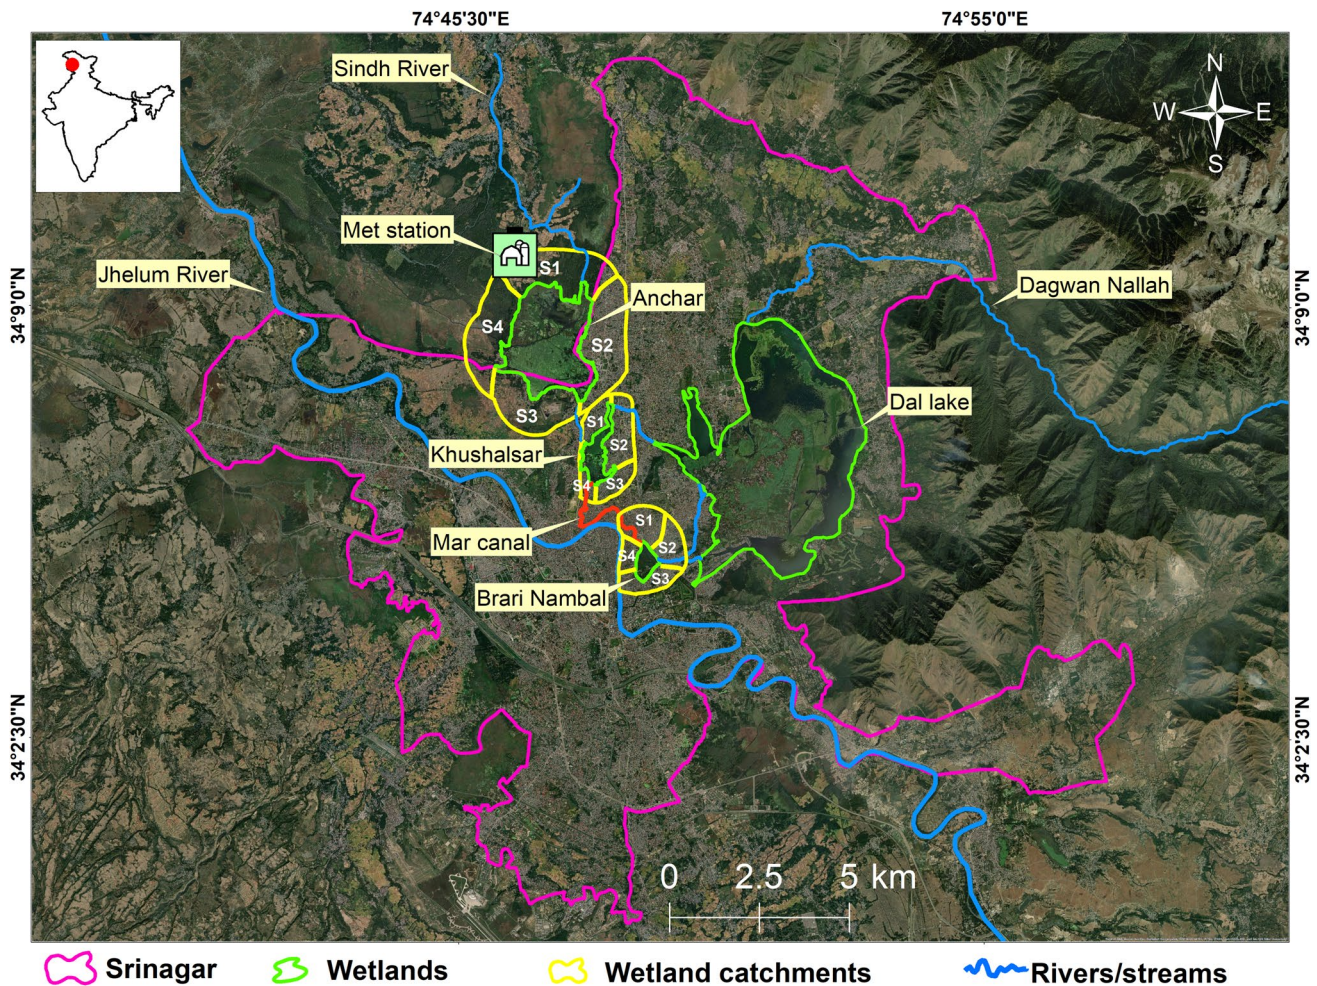 74°45'30"E
74°55'0"E
Sindh River
N
W
E
S
Met station
Jhelum River
S1
Dagwan Nallah
Anchar
34°9'0"N
34°9'0"N
S4
S2
Dal lake
S3
S1
S2
Khushalsar
S4
S3
S1
Mar canal
S2
S4
S3
Brari Nambal
34°2'30"N
34°2'30"N
0 2.5 5 km
Srinagar
Wetlands
Wetland catchments
Rivers/streams